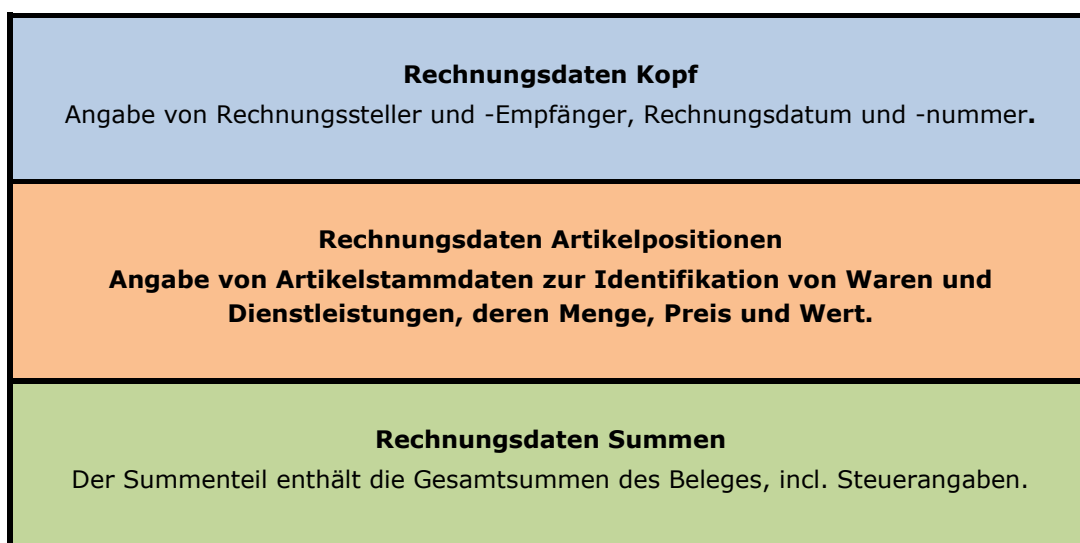 Rechnungsdaten Kopf
Angabe von Rechnungssteller und -Empfänger, Rechnungsdatum und -nummer.
Rechnungsdaten Artikelpositionen
Angabe von Artikelstammdaten zur Identifikation von Waren und
Dienstleistungen, deren Menge, Preis und Wert.
Rechnungsdaten Summen
Der Summenteil enthält die Gesamtsummen des Beleges, incl. Steuerangaben.